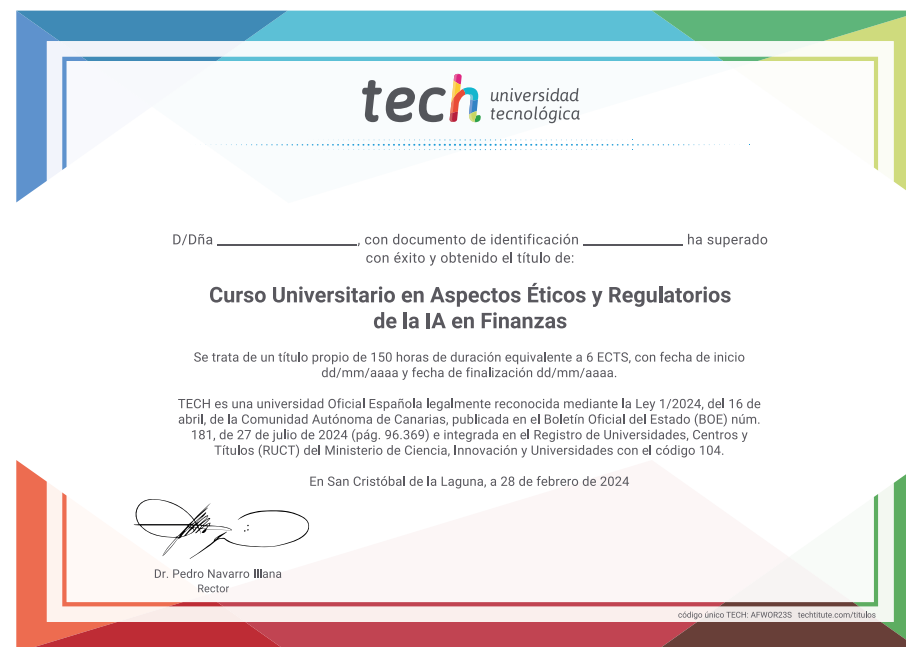 tech universidad
tecnológica
D/Dña ____________, con documento de identificación ____________ ha superado
con éxito y obtenido el título de:
Curso Universitario en Aspectos Éticos y Regulatorios
de la IA en Finanzas
Se trata de un título propio de 150 horas de duración equivalente a 6 ECTS, con fecha de inicio
dd/mm/aaaa y fecha de finalización dd/mm/aaaa.
TECH es una universidad Oficial Española legalmente reconocida mediante la Ley 1/2024, del 16 de
abril, de la Comunidad Autónoma de Canarias, publicada en el Boletín Oficial del Estado (BOE) núm.
181, de 27 de julio de 2024 (pág. 96.369) e integrada en el Registro de Universidades, Centros y
Títulos (RUCT) del Ministerio de Ciencia, Innovación y Universidades con el código 104.
En San Cristóbal de la Laguna, a 28 de febrero de 2024
Dr. Pedro Navarro Illana
Rector
código único TECH: AFWOR23S techtitute.com/titulos